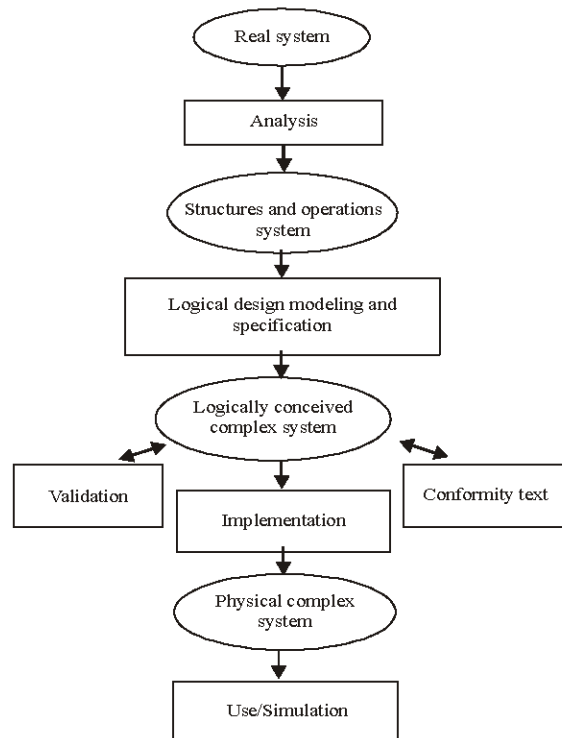 Real system
Analysis
Structures and operations
system
Logical design modeling and
specification
Logically conceived
complex system
Validation
Conformity text
Implementation
Physical complex
system
Use/Simulation